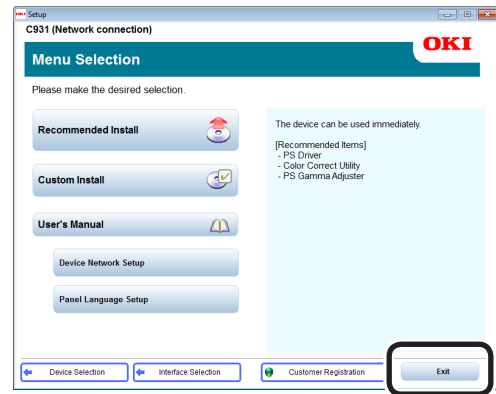 OKI Setup
C931 (Network connection)
OKI
Menu Selection
Please make the desired selection.
Recommended Install
Custom Install
User's Manual
Device Network Setup
Panel Language Setup
The device can be used immediately.
[Recommended Items]
- PS Driver
- Color Correct Utility
- PS Gamma Adjuster
Device Selection
Interface Selection
Customer Registration
Exit